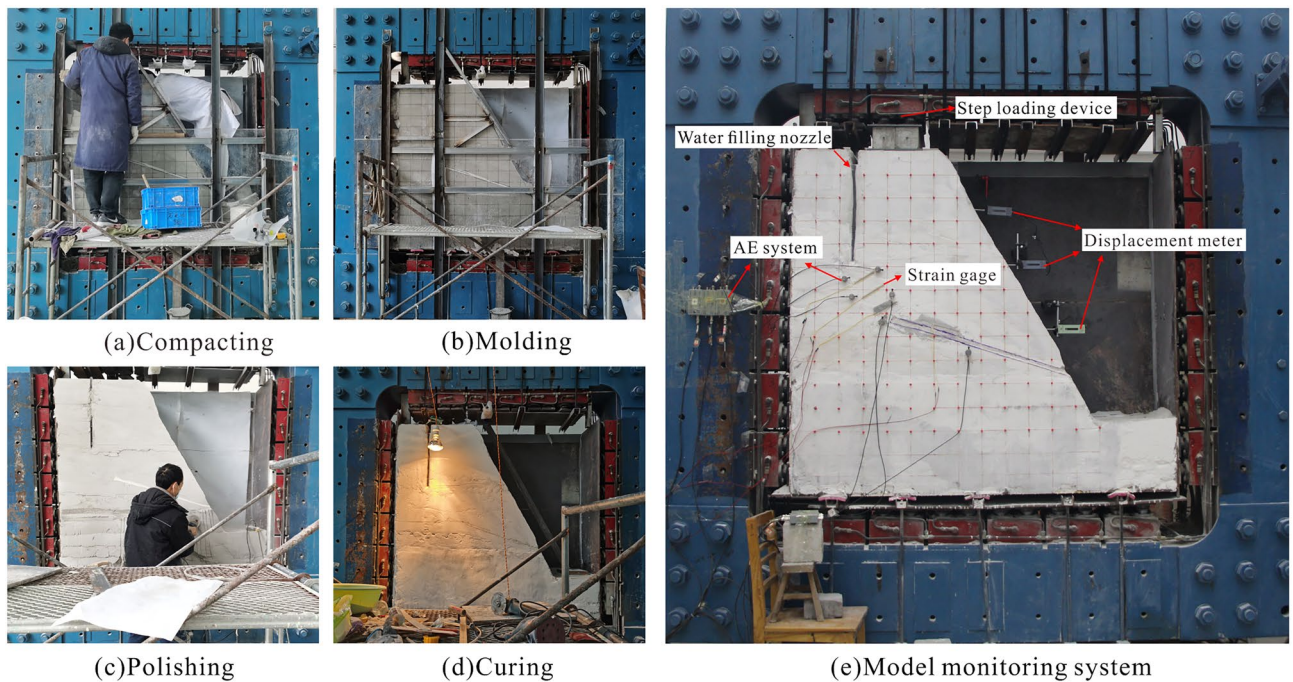 (a)Compacting
(b)Molding
(c)Polishing
(d)Curing
Step loading device
Water filling nozzle
AE system
Strain gage
Displacement meter
(e)Model monitoring system